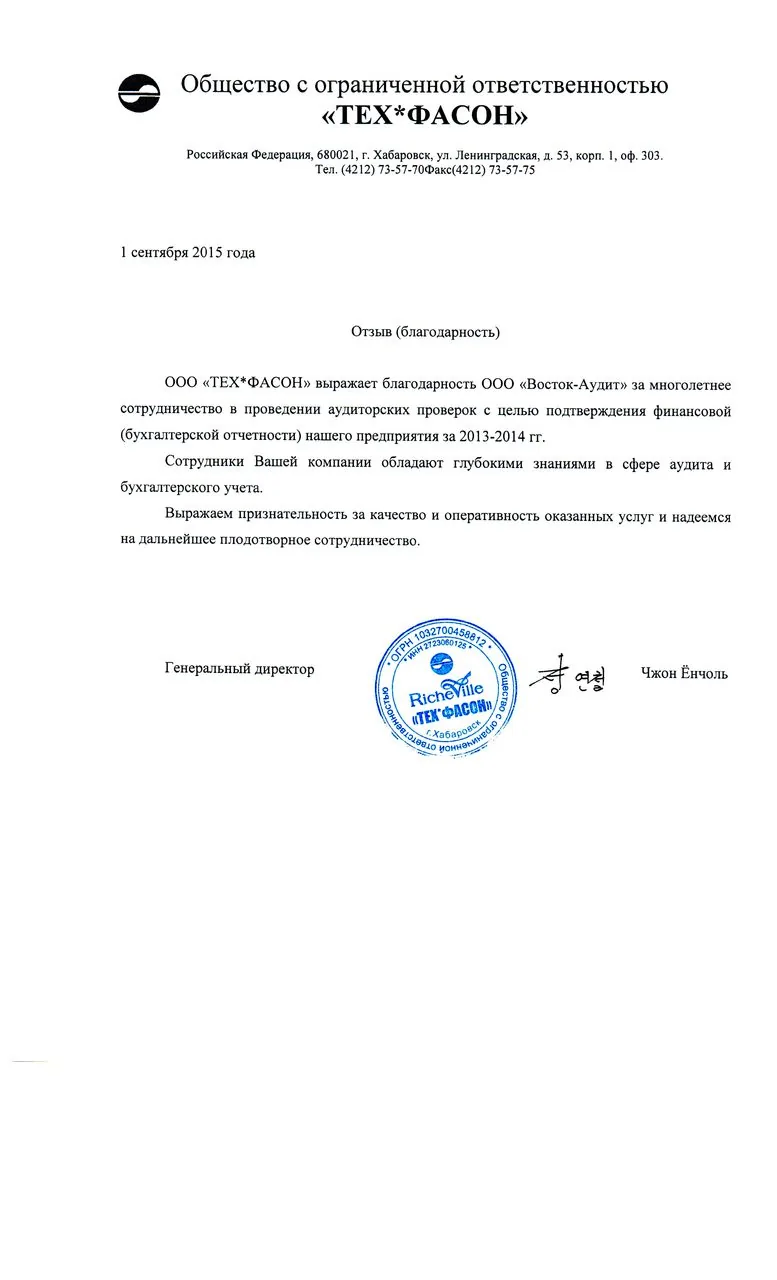 Общество с ограниченной ответственностью
«ТЕХ*ФАСОН»
Российская Федерация, 680021, г. Хабаровск, ул. Ленинградская, д. 53, корп. 1, оф. 303.
Тел. (4212) 73-57-70Факс(4212) 73-57-75
1 сентября 2015 года
Отзыв (благодарность)
ООО «ТЕХ*ФАСОН» выражает благодарность ООО «Восток-Аудит» за многолетнее
сотрудничество в проведении аудиторских проверок с целью подтверждения финансовой
(бухгалтерской отчетности) нашего предприятия за 2013-2014 гг.
Сотрудники Вашей компании обладают глубокими знаниями в сфере аудита и
бухгалтерского учета.
Выражаем признательность за качество и оперативность оказанных услуг и надеемся
на дальнейшее плодотворное сотрудничество.
Генеральный директор
* ОГРН 1032700458812 *
Общество с ограниченной ответственностью
* ИНН 2723060125 *
RicheVille
«ТЕХ*ФАСОН»
г.Хабаровск
Чжон Ёнчоль